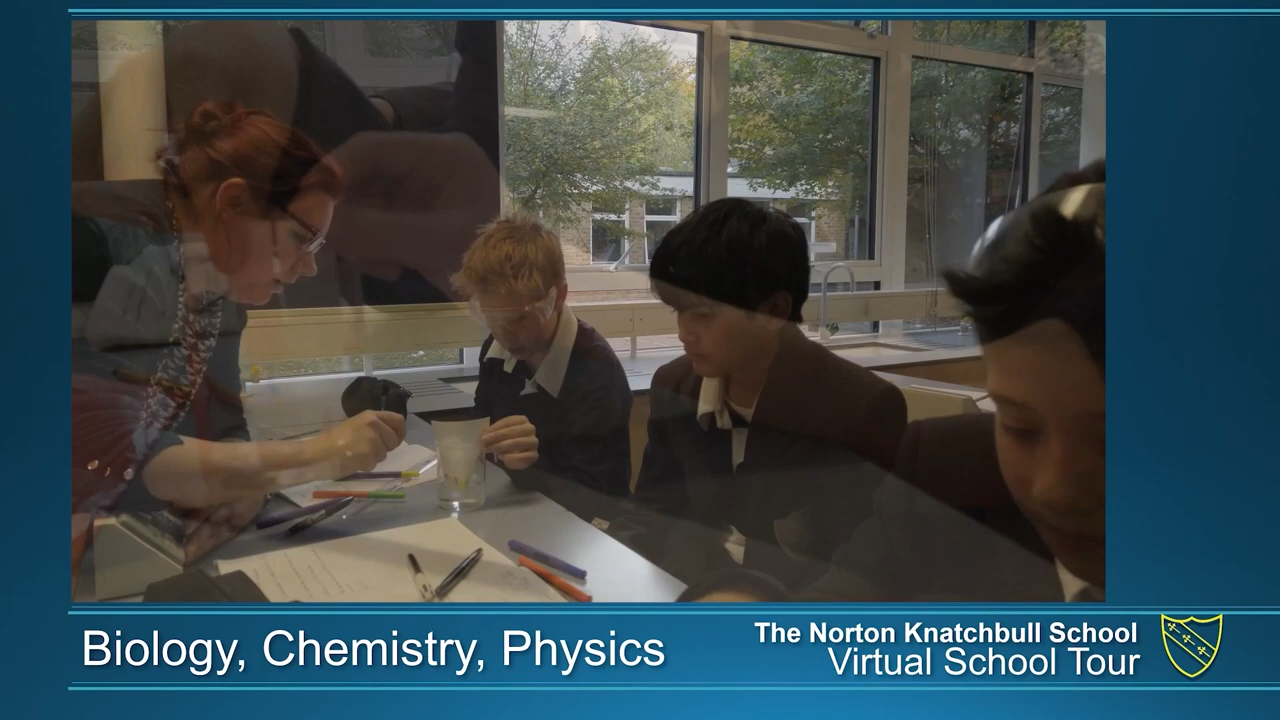 Biology, Chemistry, Physics
The Norton Knatchbull School
Virtual School Tour